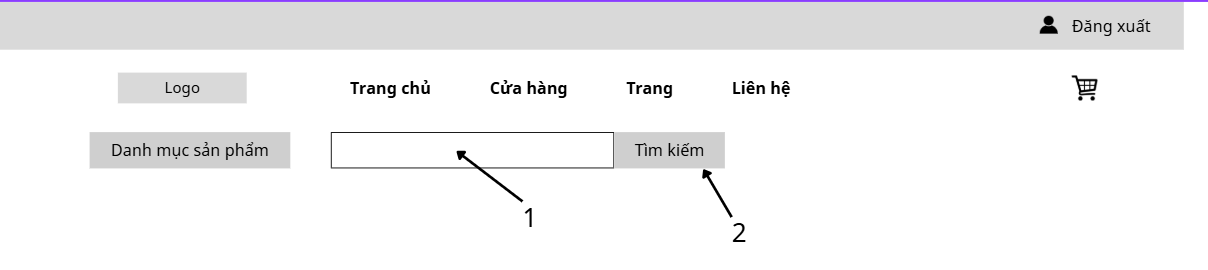 Đăng xuất
Logo Trang chủ Cửa hàng Trang Liên hệ
Danh mục sản phẩm Tìm kiếm
1
2